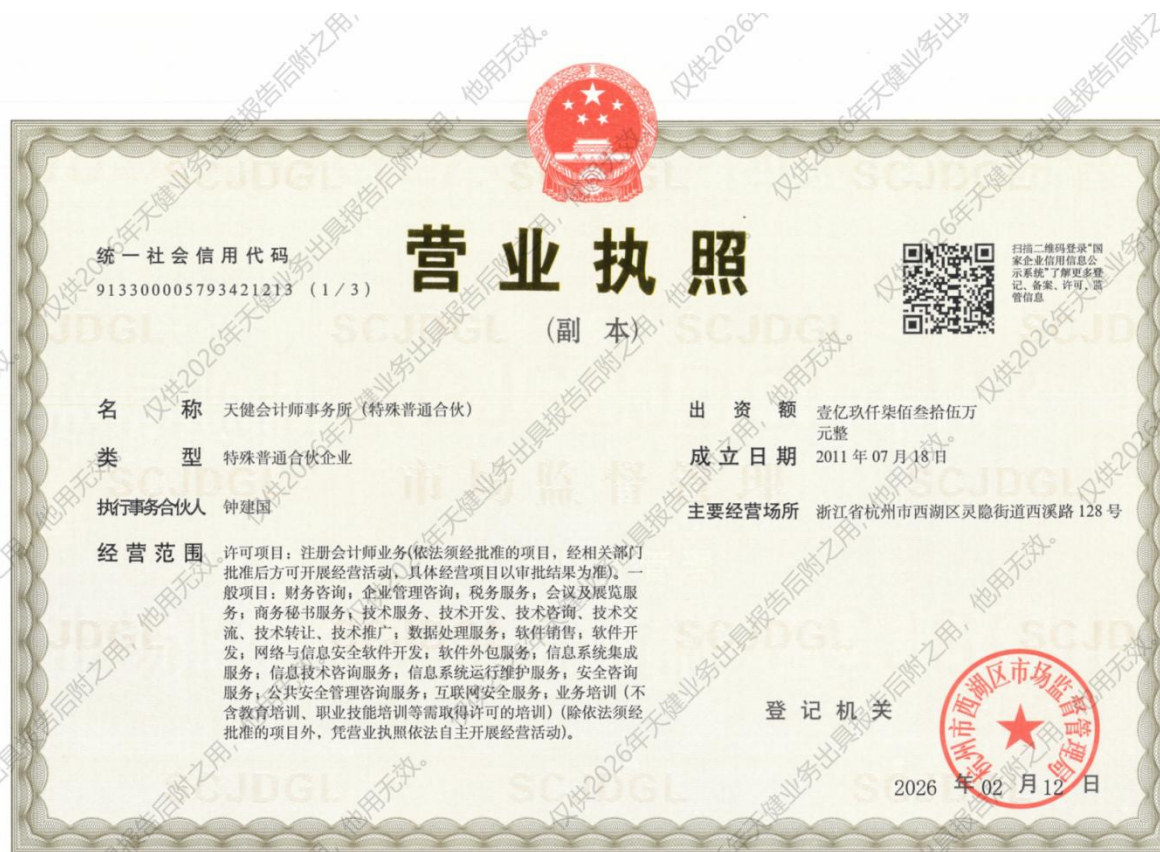 统一社会信用代码
913300005793421213 (1/3)
营业执照
(副 本)
扫描二维码登录“国
家企业信用信息公
示系统”了解更多登
记、备案、许可、监
管信息
名 称 天健会计师事务所（特殊普通合伙）
类 型 特殊普通合伙企业
执行事务合伙人 钟建国
经营范围 许可项目：注册会计师业务(依法须经批准的项目，经相关部门
批准后方可开展经营活动，具体经营项目以审批结果为准)。一
般项目：财务咨询；企业管理咨询；税务服务；会议及展览服
务；商务秘书服务；技术服务、技术开发、技术咨询、技术交
流、技术转让、技术推广；数据处理服务；软件销售；软件开
发；网络与信息安全软件开发；软件外包服务；信息系统集成
服务；信息技术咨询服务；信息系统运行维护服务；安全咨询
服务；公共安全管理咨询服务；互联网安全服务；业务培训（不
含教育培训、职业技能培训等需取得许可的培训）(除依法须经
批准的项目外，凭营业执照依法自主开展经营活动)。
出资额 壹亿玖仟柒佰叁拾伍万
元整
成立日期 2011年07月18日
主要经营场所 浙江省杭州市西湖区灵隐街道西溪路128号
登记机关
杭州市西湖区市场监督管理局
2026 年 02 月 12 日
市场监督管理
SCJDGL
仅供2026年天健业务出具报告后附之用，他用无效。